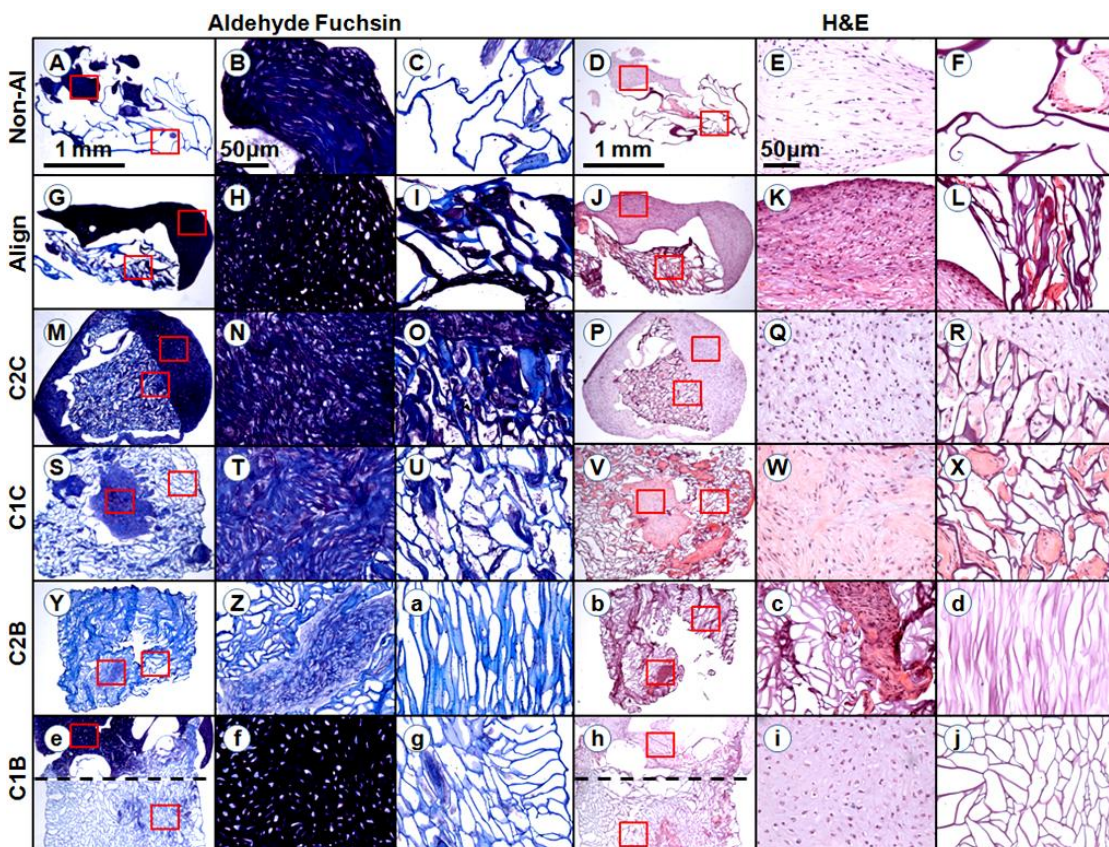 Aldehyde Fuchsin H&E
Non-Al A B C D E F
1 mm 50µm 1 mm 50µm
Align G H I J K L
C2C M N O P Q R
C1C S T U V W X
C2B Y Z a b c d
C1B e f g h i j